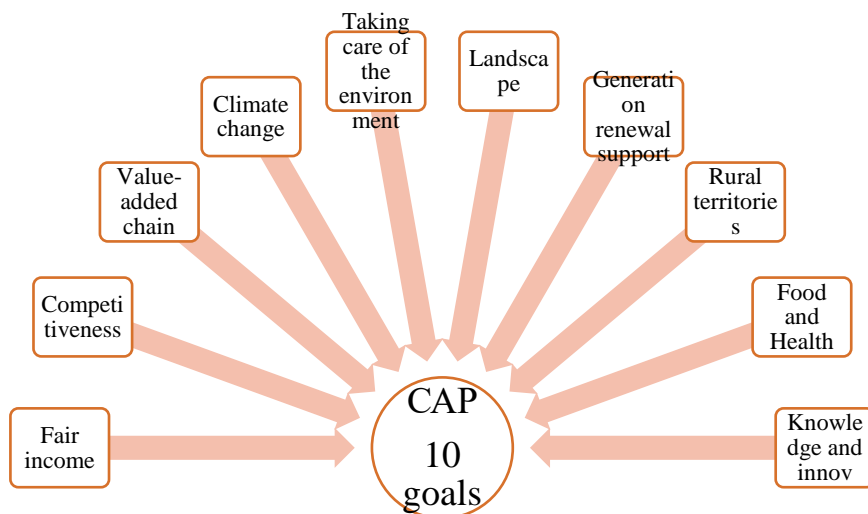 Taking
care of
the
environ
ment
Landsca
pe
Generati
on
renewal
support
Climate
change
Value-
added
chain
Rural
territorie
s
Competi
tiveness
Food
and
Health
Fair
income
CAP
10
goals
Knowle
dge and
innov